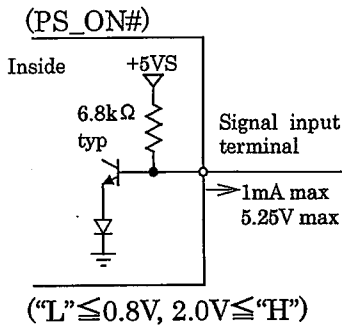 (PS_ON#)
Inside
+5VS
6.8kΩ
typ
Signal input
terminal
1mA max
5.25V max
("L"≦0.8V, 2.0V≦"H")